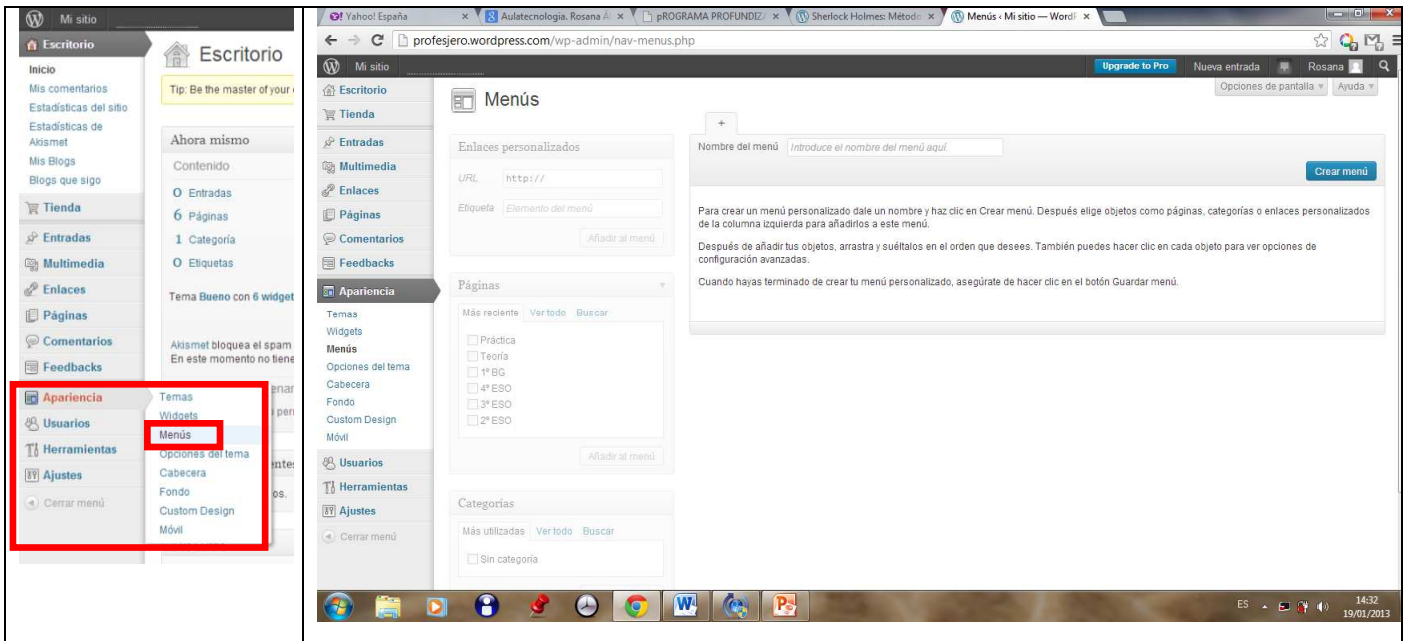 Mi sitio
Escritorio
Inicio
Mis comentarios
Estadísticas del sitio
Estadísticas de
Akismet
Mis Blogs
Blogs que sigo
Tienda
Entradas
Multimedia
Enlaces
Páginas
Comentarios
Feedbacks
Apariencia
Usuarios
Herramientas
Ajustes
Cerrar menú
Escritorio
Tip: Be the master of your
Ahora mismo
Contenido
0 Entradas
6 Páginas
1 Categoría
0 Etiquetas
Tema Bueno con 6 widget
Akismet bloquea el spam
En este momento no tiene
Temas
Widgets
Menús
Opciones del tema
Cabecera
Fondo
Custom Design
Móvil
Yahoo! España
Aulatecnologia. Rosana
pROGRAMA PROFUNDIZ
Sherlock Holmes: Método
Menús ‹ Mi sitio — Word
profesjero.wordpress.com/wp-admin/nav-menus.php
Mi sitio
Upgrade to Pro
Nueva entrada
Rosana
Escritorio
Tienda
Entradas
Multimedia
Enlaces
Páginas
Comentarios
Feedbacks
Apariencia
Temas
Widgets
Menús
Opciones del tema
Cabecera
Fondo
Custom Design
Móvil
Usuarios
Herramientas
Ajustes
Cerrar menú
Opciones de pantalla
Ayuda
Menús
Enlaces personalizados
URL http://
Etiqueta Elemento del menú
Añadir al menú
Páginas
Más reciente Ver todo Buscar
Práctica
Teoría
1º BG
4º ESO
3º ESO
2º ESO
Añadir al menú
Categorías
Más utilizadas Ver todo Buscar
Sin categoría
+
Nombre del menú Introduce el nombre del menú aquí
Crear menú
Para crear un menú personalizado dale un nombre y haz clic en Crear menú. Después elige objetos como páginas, categorías o enlaces personalizados
de la columna izquierda para añadirlos a este menú.
Después de añadir tus objetos, arrastra y suéltalos en el orden que desees. También puedes hacer clic en cada objeto para ver opciones de
configuración avanzadas.
Cuando hayas terminado de crear tu menú personalizado, asegúrate de hacer clic en el botón Guardar menú.
ES
14:32
19/01/2013